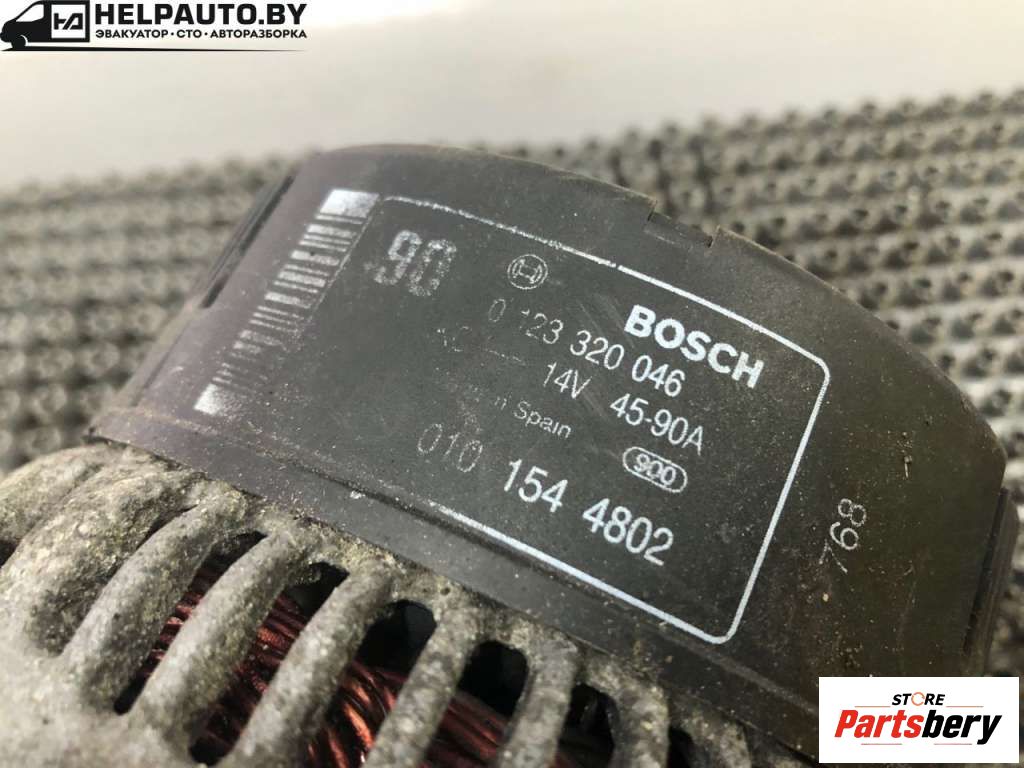 HELPAUTO.BY
ЭВАКУАТОР • СТО • АВТОРАЗБОРКА
90
BOSCH
0 123 320 046
14V 45-90A
Spain
900
010 154 4802
768
STORE
Partsbery